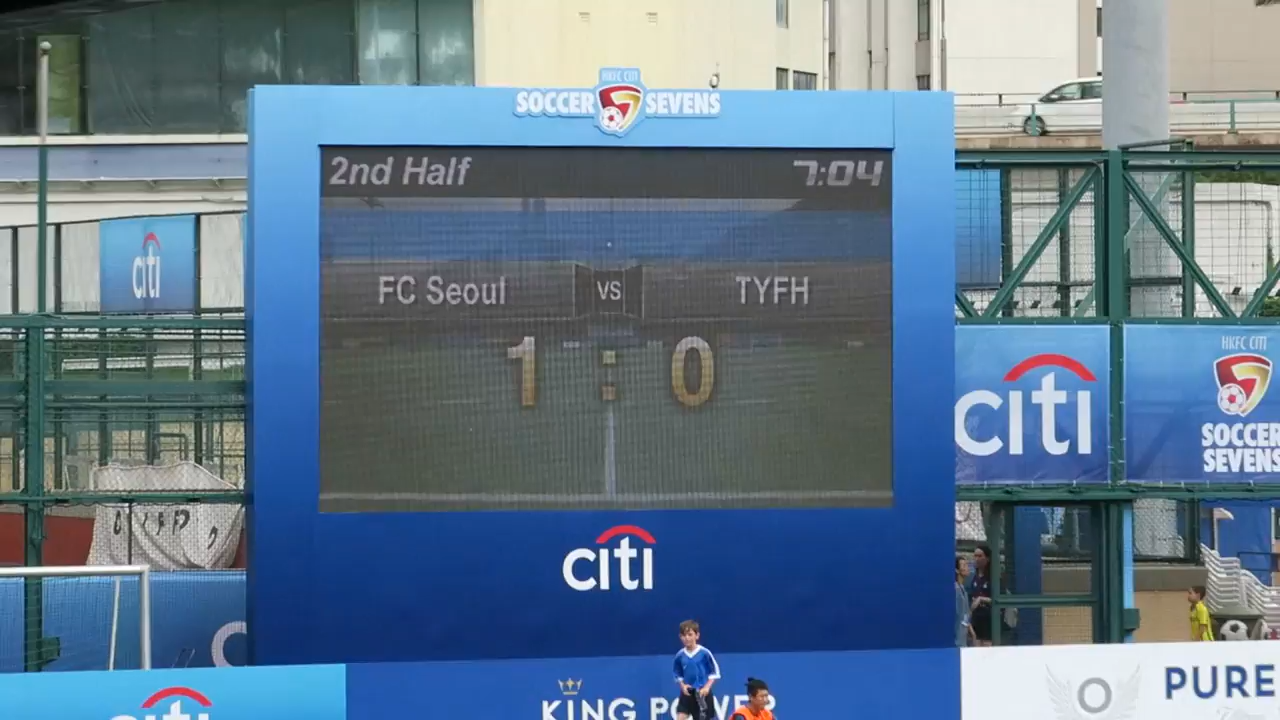 HKFC CITI
SOCCER SEVENS
2nd Half 7:04
FC Seoul VS TYFH
1 : 0
citi
citi
citi
HKFC CITI
SOCCER
SEVENS
citi
KING POWER
PURE